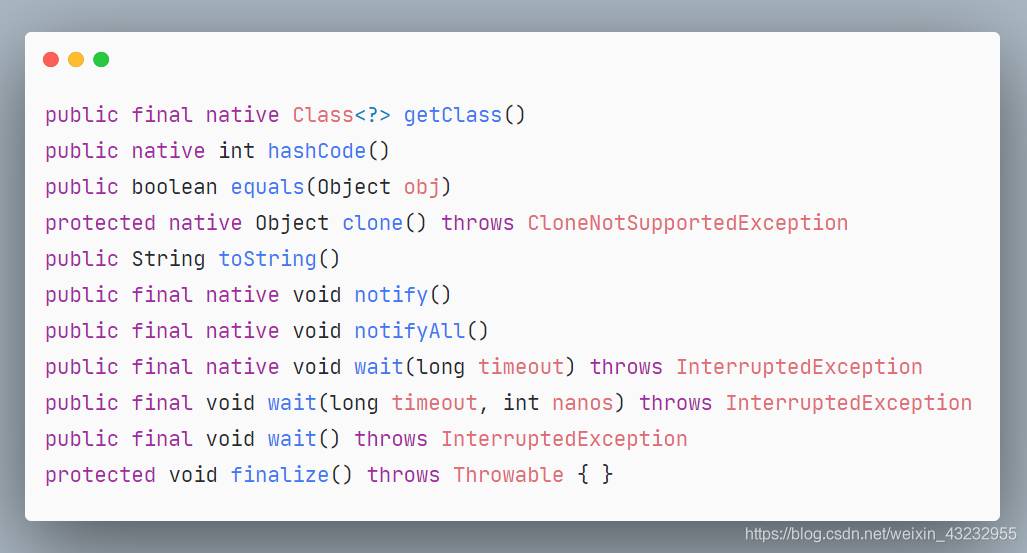 public final native Class<?> getClass()
public native int hashCode()
public boolean equals(Object obj)
protected native Object clone() throws CloneNotSupportedException
public String toString()
public final native void notify()
public final native void notifyAll()
public final native void wait(long timeout) throws InterruptedException
public final void wait(long timeout, int nanos) throws InterruptedException
public final void wait() throws InterruptedException
protected void finalize() throws Throwable { }
https://blog.csdn.net/weixin_43232955